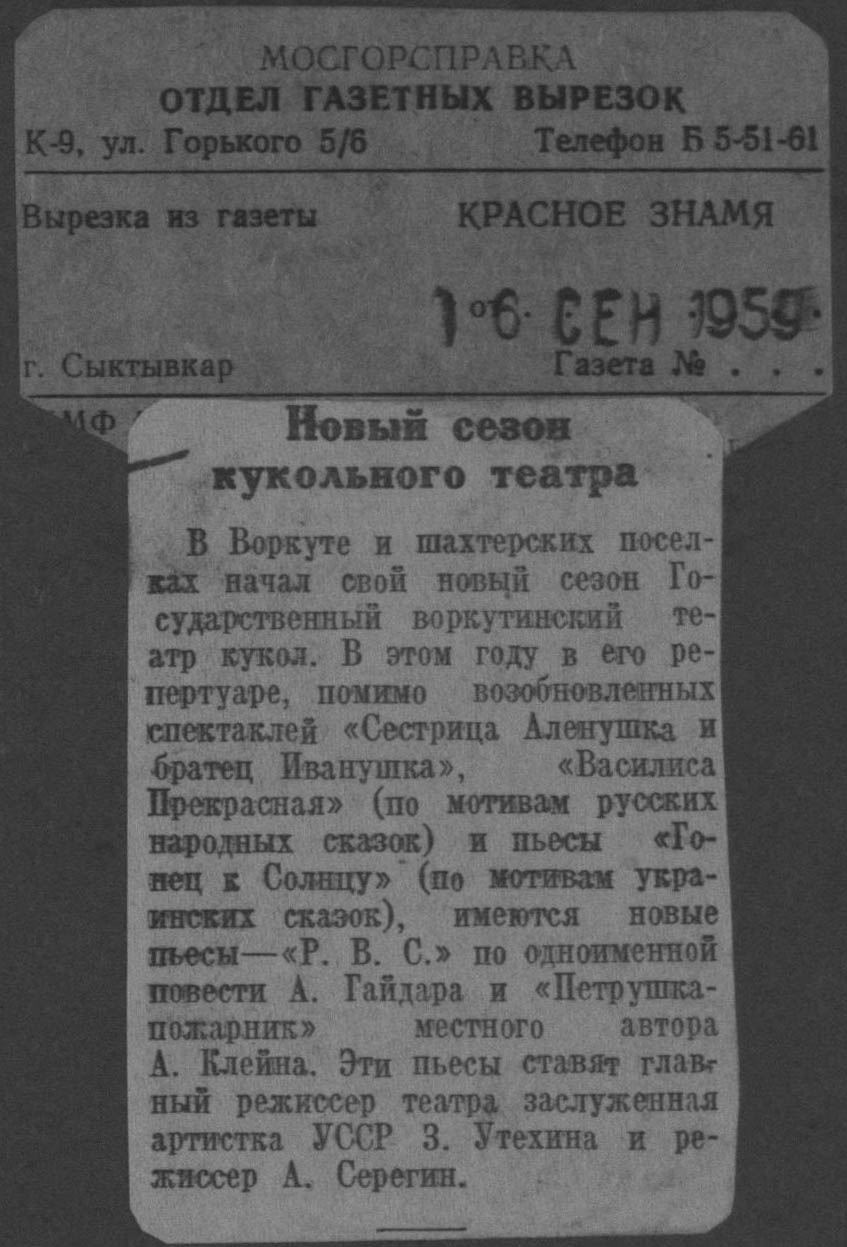 МОСГОРСПРАВКА
ОТДЕЛ ГАЗЕТНЫХ ВЫРЕЗОК
К-9, ул. Горького 5/6 Телефон Б 5-51-61
Вырезка из газеты КРАСНОЕ ЗНАМЯ
от
16 СЕН 1959
г. Сыктывкар Газета № . . .
МФ
Новый сезон
кукольного театра
В Воркуте и шахтерских посел-
ках начал свой новый сезон Го-
сударственный воркутинский те-
атр кукол. В этом году в его ре-
пертуаре, помимо возобновленных
спектаклей «Сестрица Аленушка и
братец Иванушка», «Василиса
Прекрасная» (по мотивам русских
народных сказок) и пьесы «Го-
нец к Солнцу» (по мотивам укра-
инских сказок), имеются новые
пьесы—«Р. В. С.» по одноименной
повести А. Гайдара и «Петрушка-
пожарник» местного автора
А. Клейна. Эти пьесы ставят глав-
ный режиссер театра заслуженная
артистка УССР З. Утехина и ре-
жиссер А. Серегин.